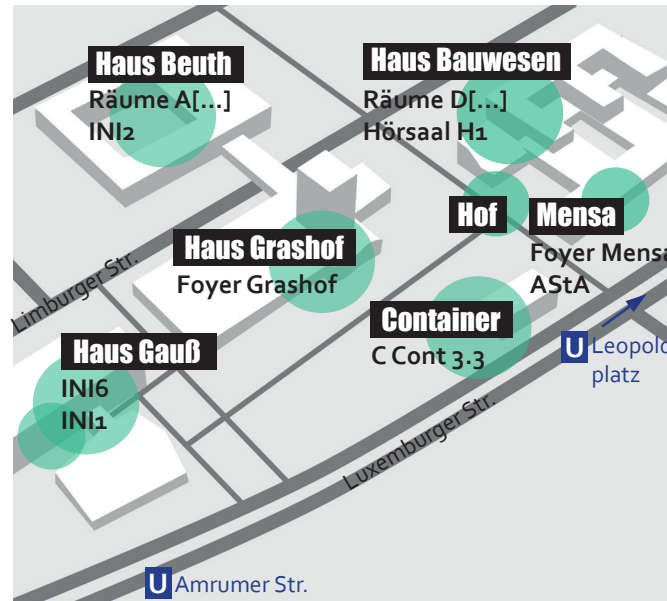 Haus Beuth
Räume A[...]
INI2
Haus Bauwesen
Räume D[...]
Hörsaal H1
Hof
Mensa
Foyer Mensa
AStA
Haus Grashof
Foyer Grashof
Limburger Str.
Container
C Cont 3.3
Haus Gauß
INI6
INI1
U Leopold
platz
Luxemburger Str.
U Amrumer Str.